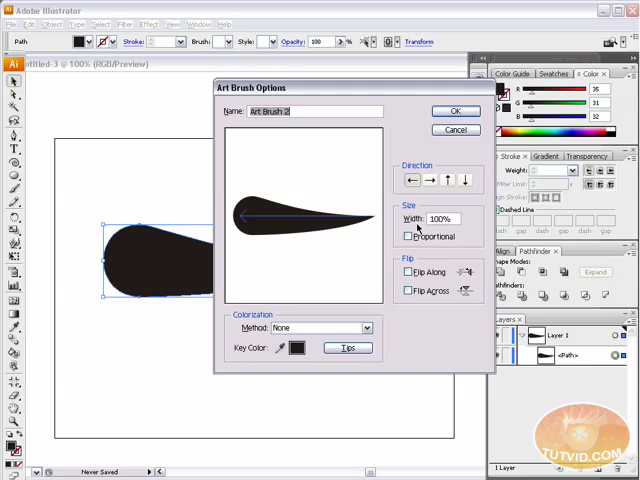 Adobe Illustrator
File Edit Object Type Select Filter Effect View Window Help
Path Stroke: Brush: Style: Opacity: 100 % Transform
Ai
ntitled-3 @ 100% (RGB/Preview)
Art Brush Options
Name: Art Brush 2
OK
Cancel
Direction
Size
Width: 100%
Proportional
Flip
Flip Along
Flip Across
Colorization
Method: None
Key Color:
Tips
Color Guide Swatches Color
R 35
G 31
B 32
Stroke Gradient Transparency
Weight:
Miter Limit:
Align Stroke:
Dashed Line
dash gap dash gap dash gap
Align Pathfinder
Shape Modes:
Expand
Pathfinders:
Layers
Layer 1
<Path>
1 Layer
Never Saved
TUTVID.COM